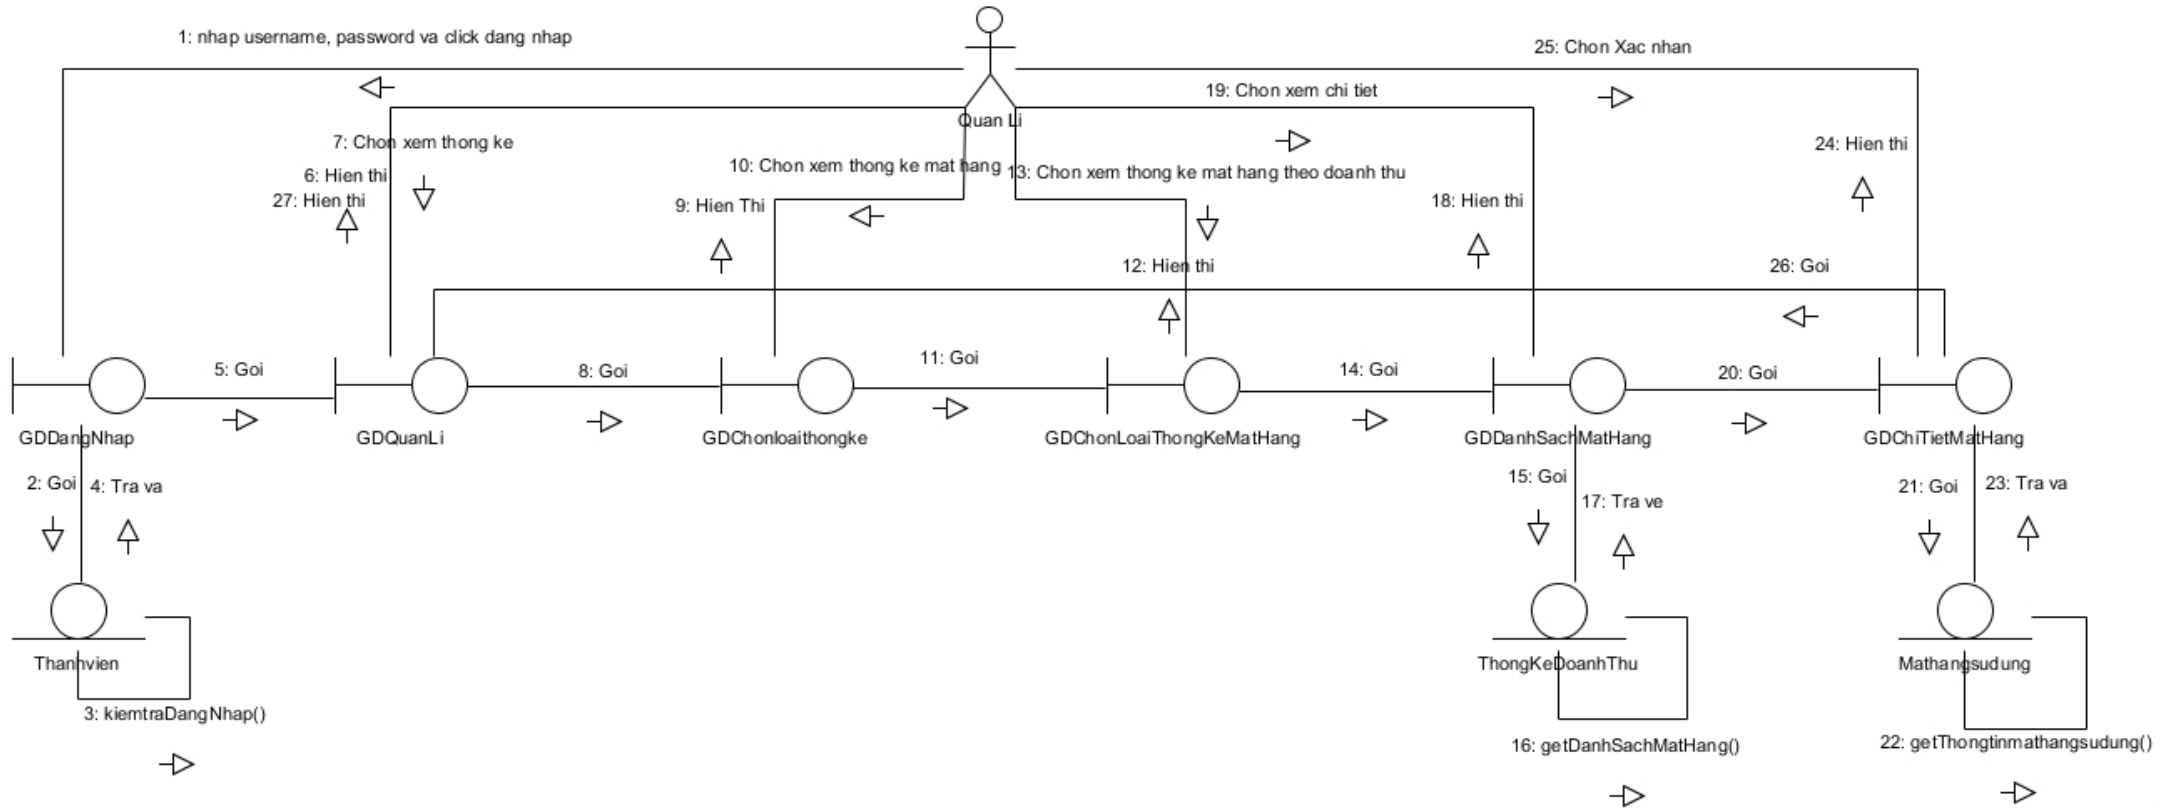 1: nhap username, password va click dang nhap
25: Chon Xac nhan
19: Chon xem chi tiet
Quan Li
7: Chon xem thong ke
24: Hien thi
10: Chon xem thong ke mat hang
13: Chon xem thong ke mat hang theo doanh thu
6: Hien thi
27: Hien thi
9: Hien Thi
18: Hien thi
12: Hien thi
26: Goi
5: Goi
8: Goi
11: Goi
14: Goi
20: Goi
GDDangNhap
GDQuanLi
GDChonloaithongke
GDChonLoaiThongKeMatHang
GDDanhSachMatHang
GDChiTietMatHang
2: Goi
4: Tra va
15: Goi
17: Tra ve
21: Goi
23: Tra va
Thanhvien
ThongKeDoanhThu
Mathangsudung
3: kiemtraDangNhap()
16: getDanhSachMatHang()
22: getThongtinmathangsudung()